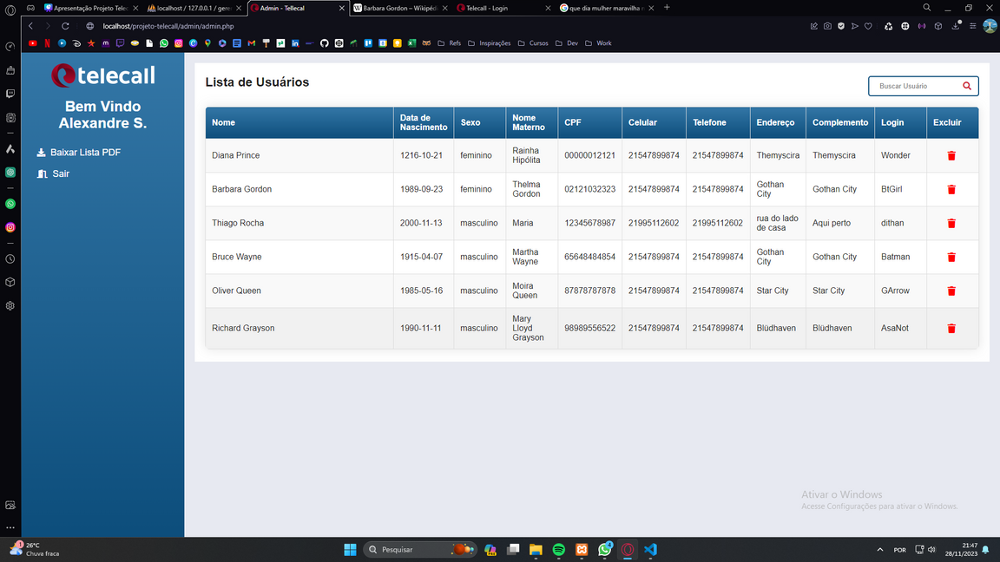 Apresentação Projeto Telec
localhost / 127.0.0.1 / geren
Admin - Tellecal
Barbara Gordon – Wikipédi
Telecall - Login
que dia mulher maravilha n
localhost/projeto-telecall/admin/admin.php
Refs
Inspirações
Cursos
Dev
Work
telecall
Bem Vindo
Alexandre S.
Baixar Lista PDF
Sair
Lista de Usuários
Buscar Usuário
Nome Data de Nascimento Sexo Nome Materno CPF Celular Telefone Endereço Complemento Login Excluir
Diana Prince 1216-10-21 feminino Rainha Hipólita 00000012121 21547899874 21547899874 Themyscira Themyscira Wonder
Barbara Gordon 1989-09-23 feminino Thelma Gordon 02121032323 21547899874 21547899874 Gothan City Gothan City BtGirl
Thiago Rocha 2000-11-13 masculino Maria 12345678987 21995112602 21995112602 rua do lado de casa Aqui perto dithan
Bruce Wayne 1915-04-07 masculino Martha Wayne 65648484854 21547899874 21547899874 Gothan City Gothan City Batman
Oliver Queen 1985-05-16 masculino Moira Queen 87878787878 21547899874 21547899874 Star City Star City GArrow
Richard Grayson 1990-11-11 masculino Mary Lloyd Grayson 98989556522 21547899874 21547899874 Blüdhaven Blüdhaven AsaNot
Ativar o Windows
Acesse Configurações para ativar o Windows.
26°C
Chuva fraca
Pesquisar
POR
21:47
28/11/2023